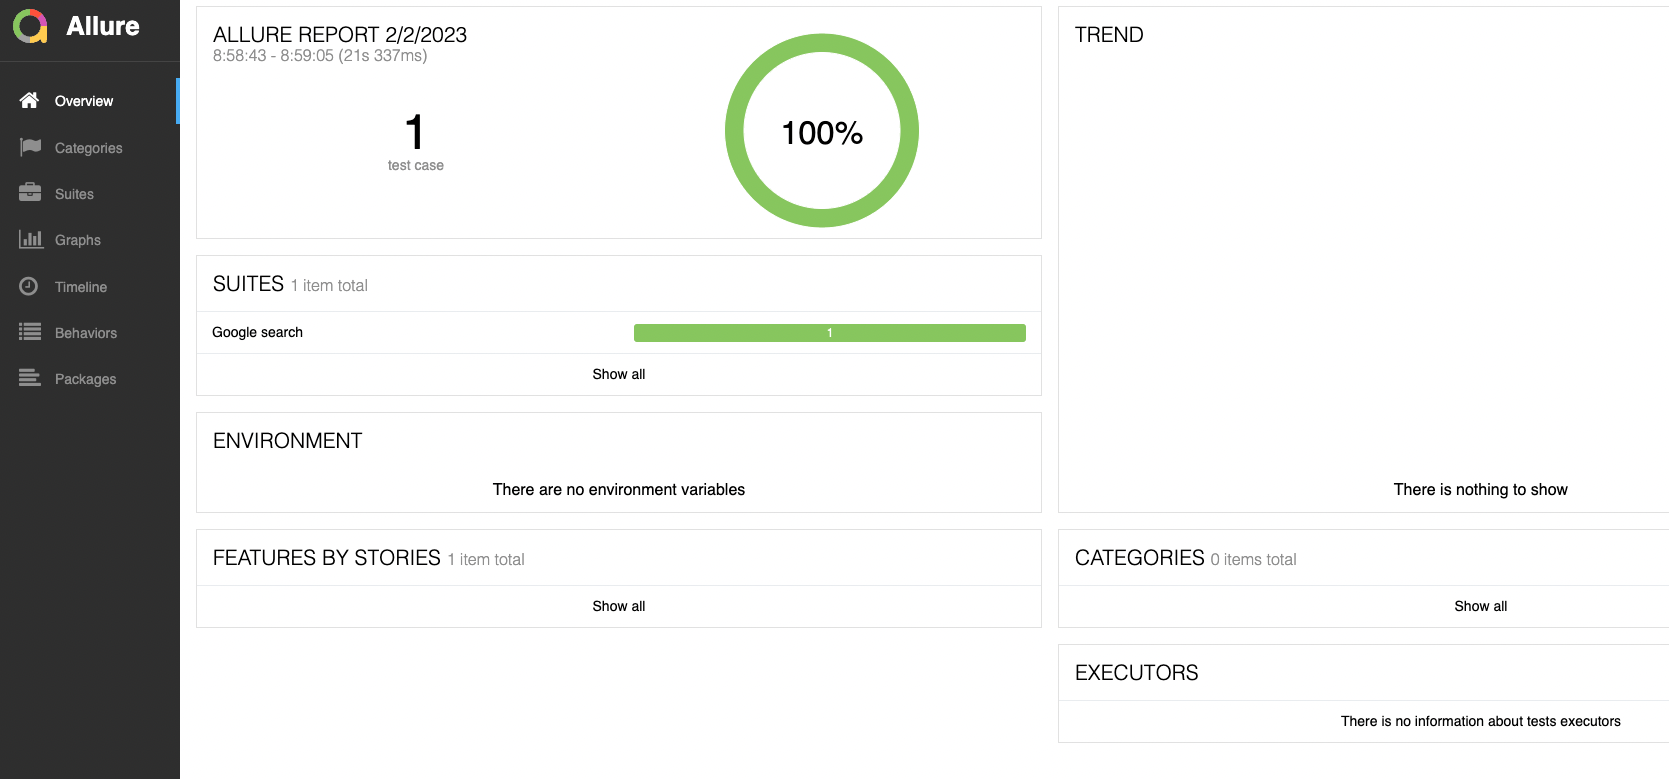 Allure
Overview
Categories
Suites
Graphs
Timeline
Behaviors
Packages
ALLURE REPORT 2/2/2023
8:58:43 - 8:59:05 (21s 337ms)
1
test case
100%
SUITES 1 item total
Google search 1
Show all
ENVIRONMENT
There are no environment variables
FEATURES BY STORIES 1 item total
Show all
TREND
There is nothing to show
CATEGORIES 0 items total
Show all
EXECUTORS
There is no information about tests executors